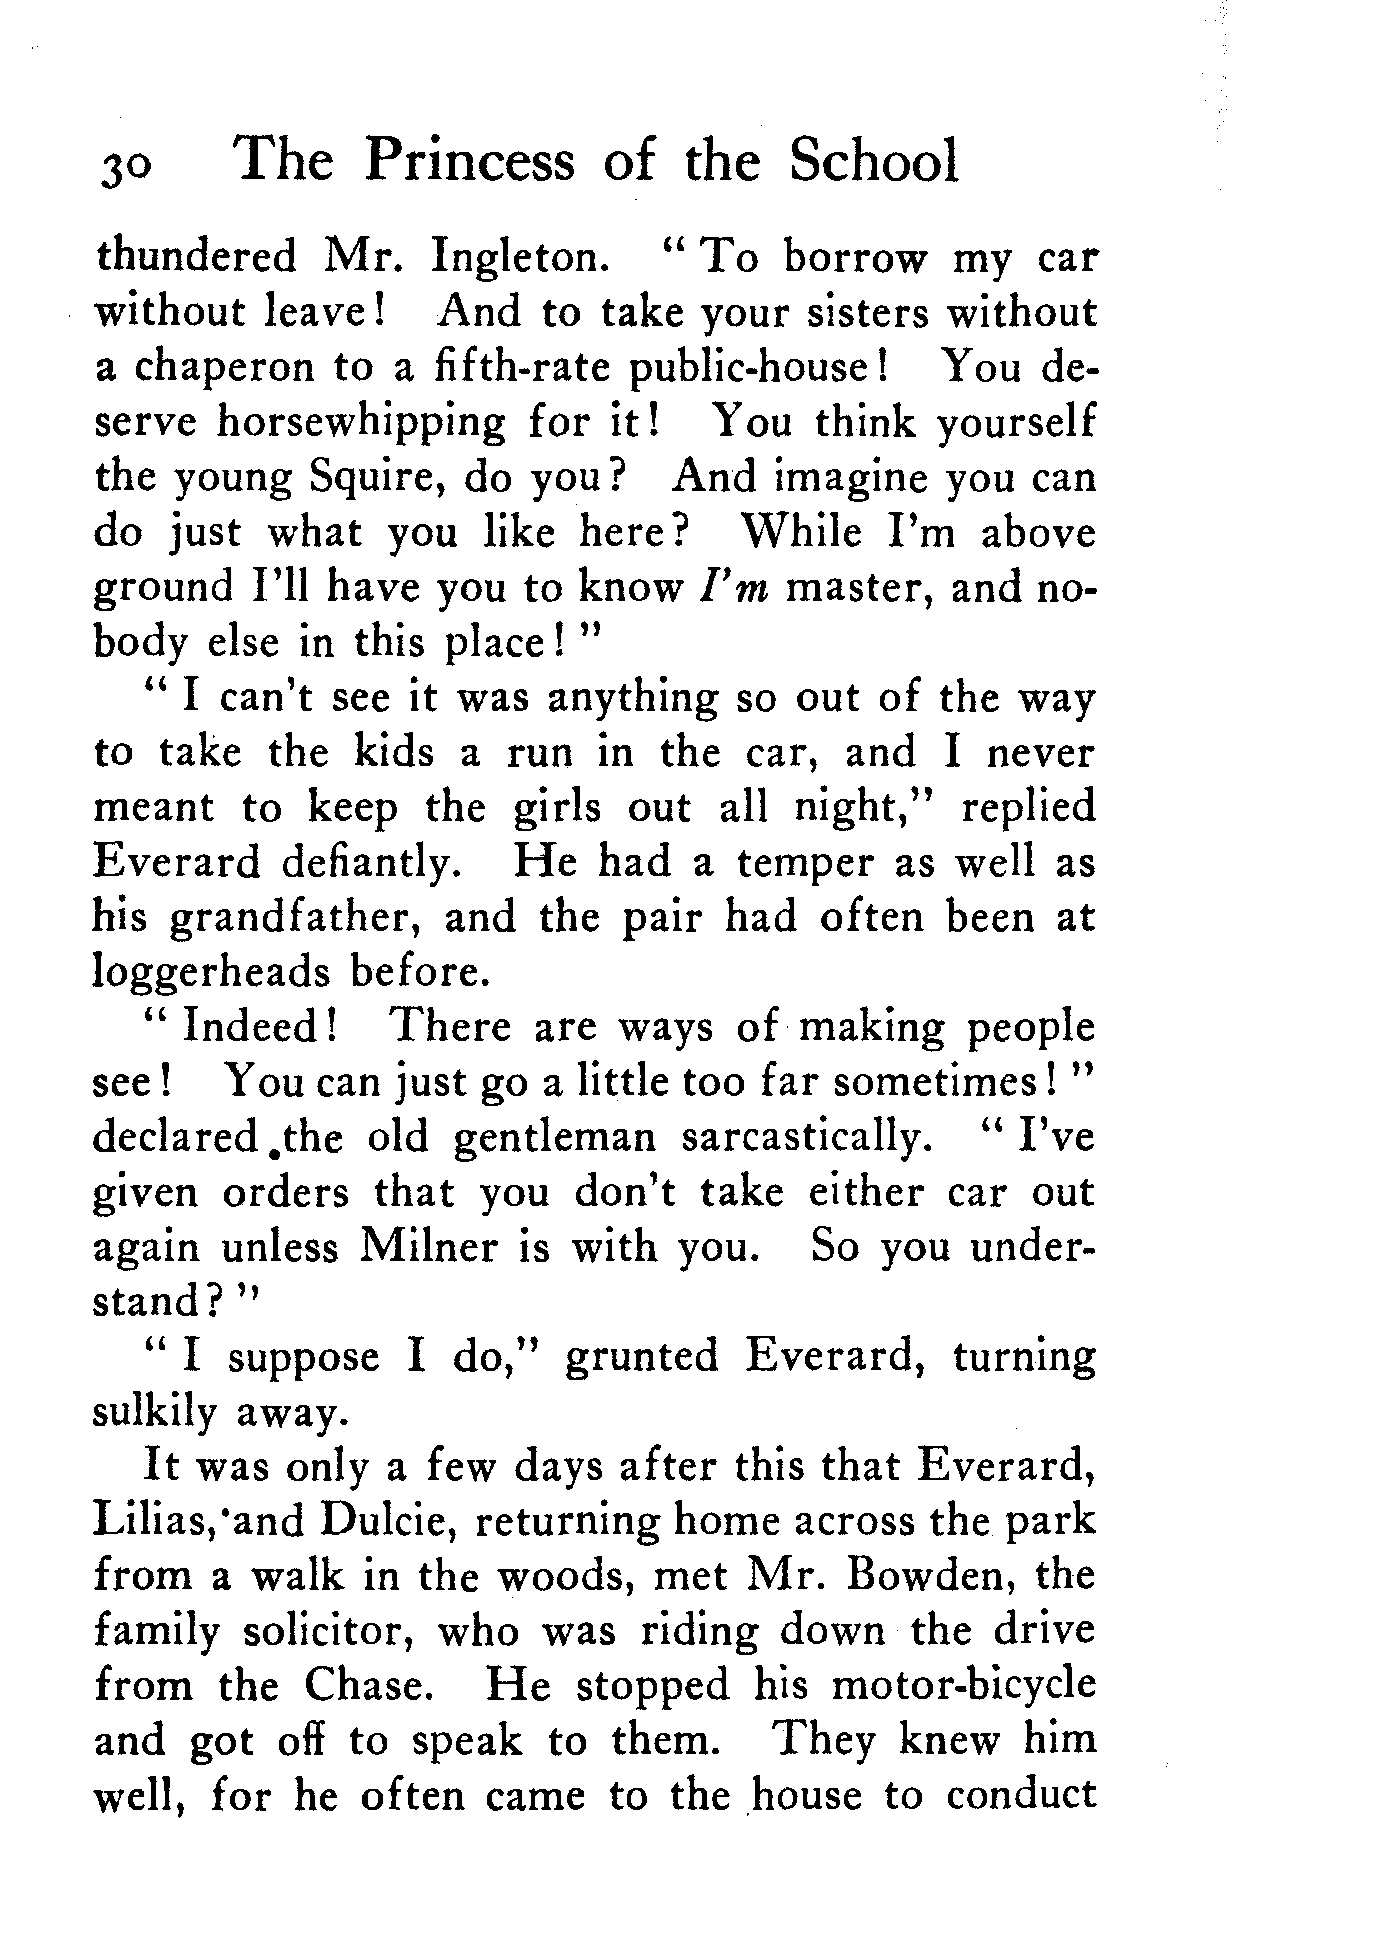 30 The Princess of the School
thundered Mr. Ingleton. “ To borrow my car
without leave! And to take your sisters without
a chaperon to a fifth-rate public-house! You de-
serve horsewhipping for it! You think yourself
the young Squire, do you? And imagine you can
do just what you like here? While I’m above
ground I’ll have you to know I’m master, and no-
body else in this place! ”
“ I can’t see it was anything so out of the way
to take the kids a run in the car, and I never
meant to keep the girls out all night,” replied
Everard defiantly. He had a temper as well as
his grandfather, and the pair had often been at
loggerheads before.
“ Indeed! There are ways of making people
see! You can just go a little too far sometimes! ”
declared the old gentleman sarcastically. “ I’ve
given orders that you don’t take either car out
again unless Milner is with you. So you under-
stand? ”
“ I suppose I do,” grunted Everard, turning
sulkily away.
It was only a few days after this that Everard,
Lilias, and Dulcie, returning home across the park
from a walk in the woods, met Mr. Bowden, the
family solicitor, who was riding down the drive
from the Chase. He stopped his motor-bicycle
and got off to speak to them. They knew him
well, for he often came to the house to conduct